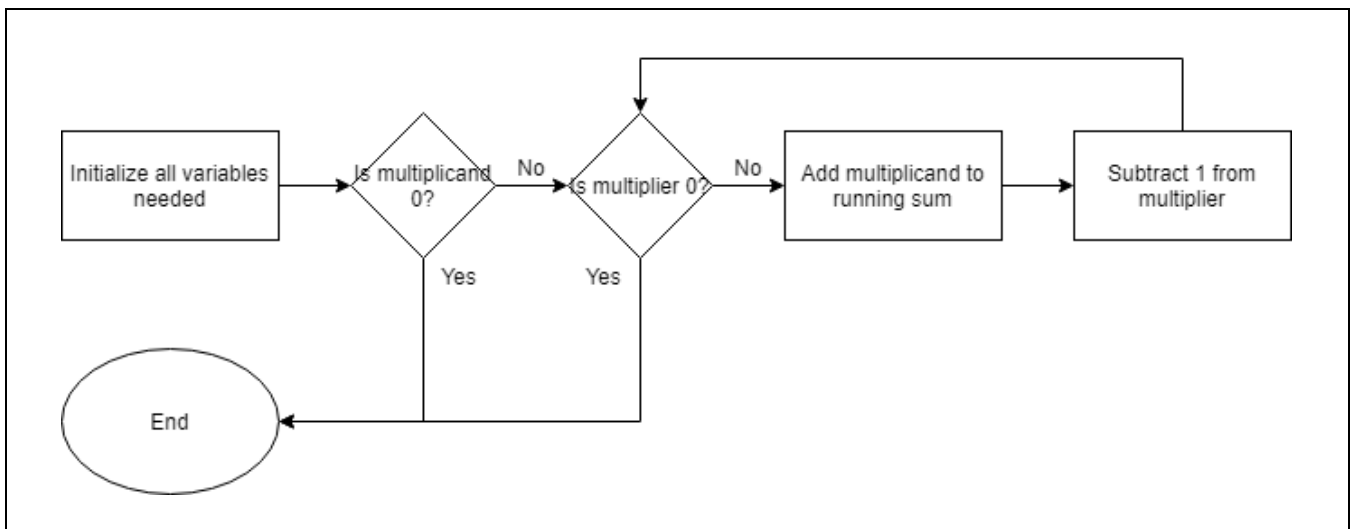 Initialize all variables
needed
Is multiplicand
0?
No
Is multiplier 0?
No
Add multiplicand to
running sum
Subtract 1 from
multiplier
Yes
Yes
End